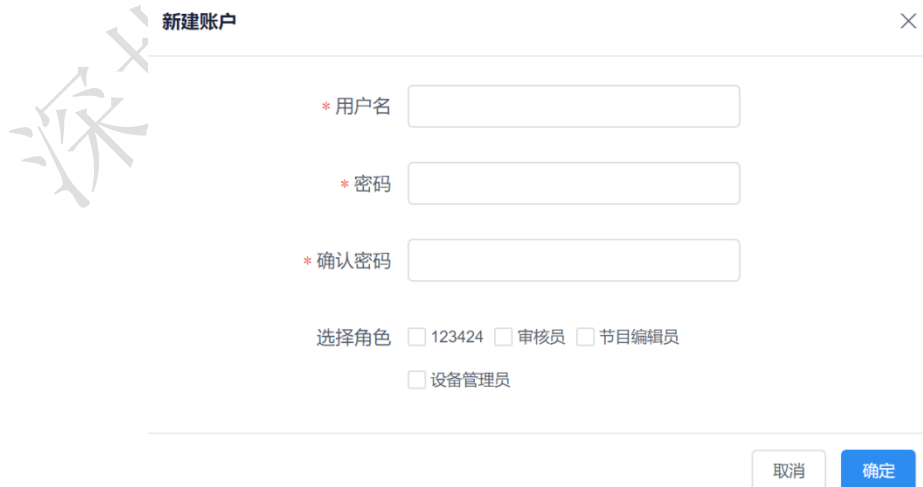 新建账户
* 用户名
* 密码
* 确认密码
选择角色 123424 审核员 节目编辑员
设备管理员
取消 确定
深